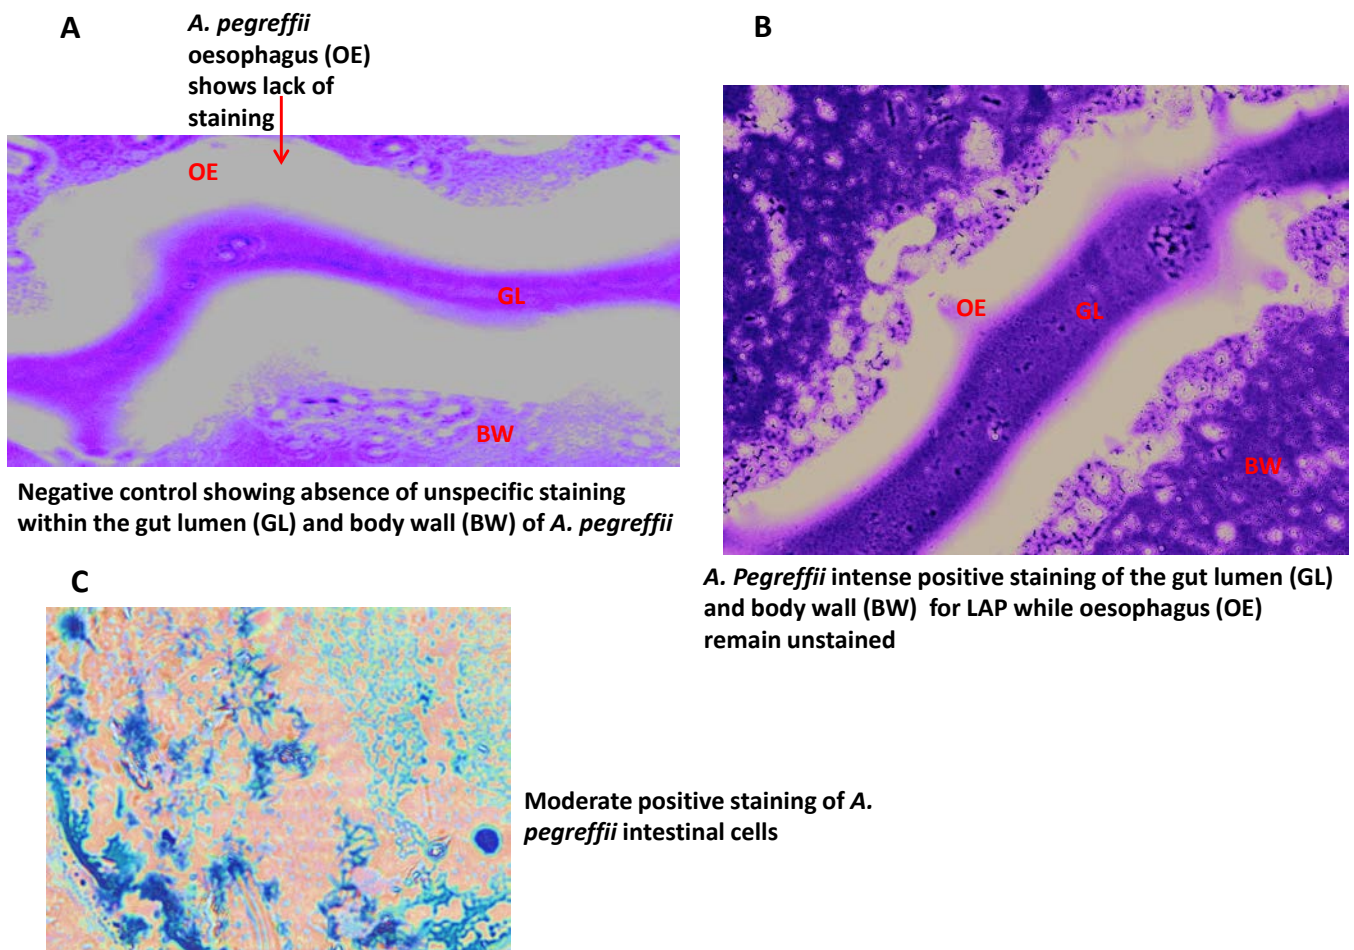 A
A. pegreffii
oesophagus (OE)
shows lack of
staining
OE
GL
BW
Negative control showing absence of unspecific staining
within the gut lumen (GL) and body wall (BW) of A. pegreffii
B
OE
GL
BW
A. Pegreffii intense positive staining of the gut lumen (GL)
and body wall (BW) for LAP while oesophagus (OE)
remain unstained
C
Moderate positive staining of A.
pegreffii intestinal cells